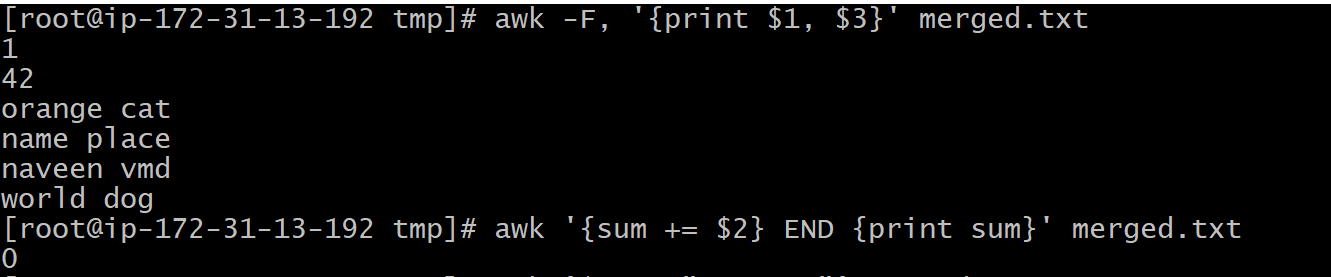 [root@ip-172-31-13-192 tmp]# awk -F, '{print $1, $3}' merged.txt
1
42
orange cat
name place
naveen vmd
world dog
[root@ip-172-31-13-192 tmp]# awk '{sum += $2} END {print sum}' merged.txt
0